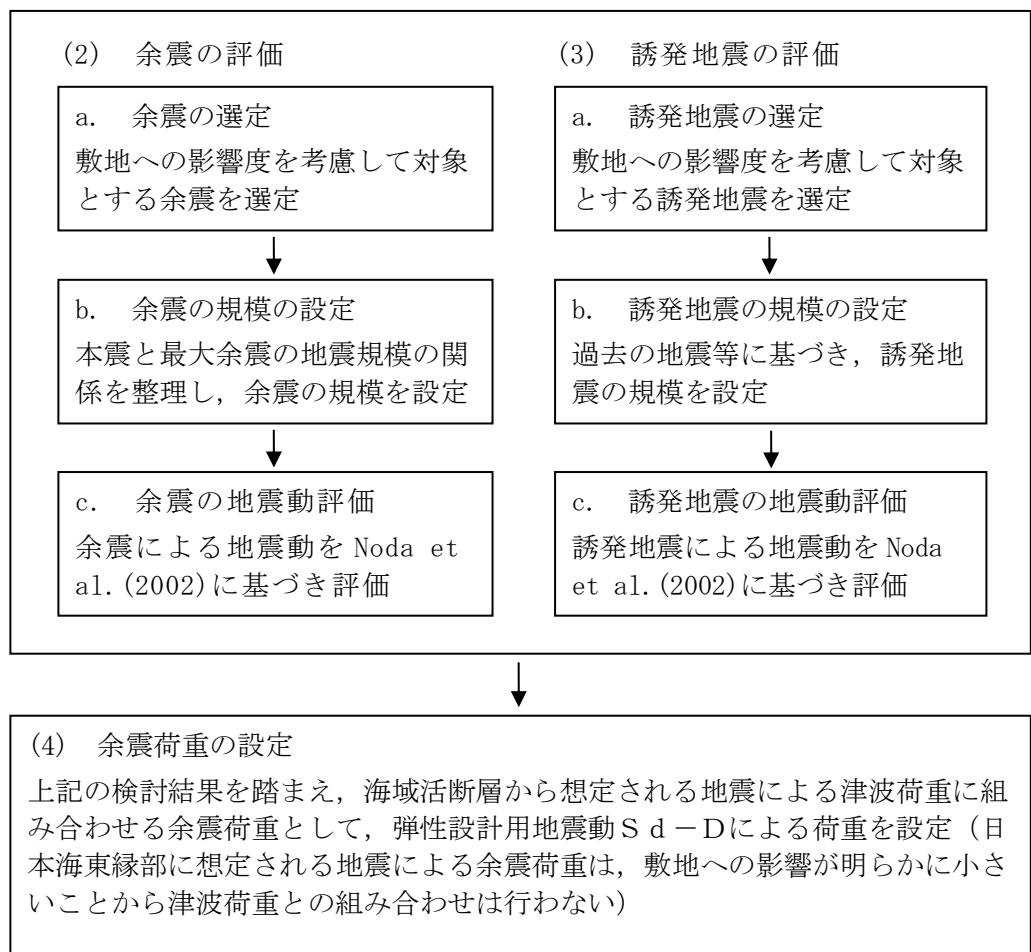 (2) 余震の評価
a. 余震の選定
敷地への影響度を考慮して対象
とする余震を選定
b. 余震の規模の設定
本震と最大余震の地震規模の関
係を整理し，余震の規模を設定
c. 余震の地震動評価
余震による地震動を Noda et
al.(2002)に基づき評価
(3) 誘発地震の評価
a. 誘発地震の選定
敷地への影響度を考慮して対象
とする誘発地震を選定
b. 誘発地震の規模の設定
過去の地震等に基づき，誘発地
震の規模を設定
c. 誘発地震の地震動評価
誘発地震による地震動を Noda
et al.(2002)に基づき評価
(4) 余震荷重の設定
上記の検討結果を踏まえ，海域活断層から想定される地震による津波荷重に組
み合わせる余震荷重として，弾性設計用地震動Ｓｄ－Ｄによる荷重を設定（日
本海東縁部に想定される地震による余震荷重は，敷地への影響が明らかに小さ
いことから津波荷重との組み合わせは行わない）